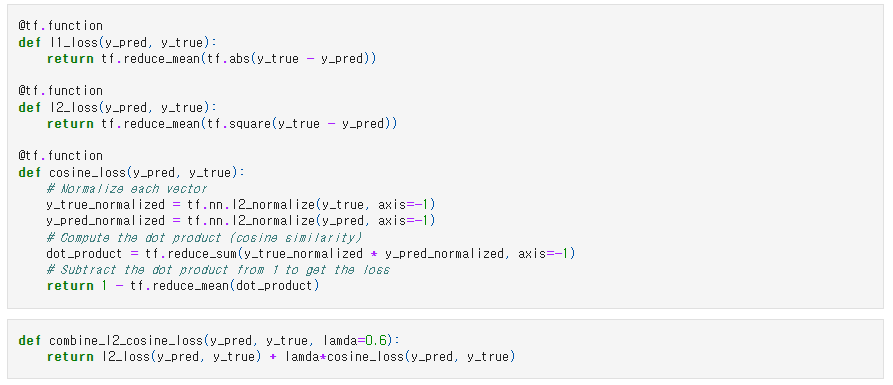 @tf.function
def l1_loss(y_pred, y_true):
    return tf.reduce_mean(tf.abs(y_true - y_pred))

@tf.function
def l2_loss(y_pred, y_true):
    return tf.reduce_mean(tf.square(y_true - y_pred))

@tf.function
def cosine_loss(y_pred, y_true):
    # Normalize each vector
    y_true_normalized = tf.nn.l2_normalize(y_true, axis=-1)
    y_pred_normalized = tf.nn.l2_normalize(y_pred, axis=-1)
    # Compute the dot product (cosine similarity)
    dot_product = tf.reduce_sum(y_true_normalized * y_pred_normalized, axis=-1)
    # Subtract the dot product from 1 to get the loss
    return 1 - tf.reduce_mean(dot_product)

def combine_l2_cosine_loss(y_pred, y_true, lamda=0.6):
    return l2_loss(y_pred, y_true) + lamda*cosine_loss(y_pred, y_true)